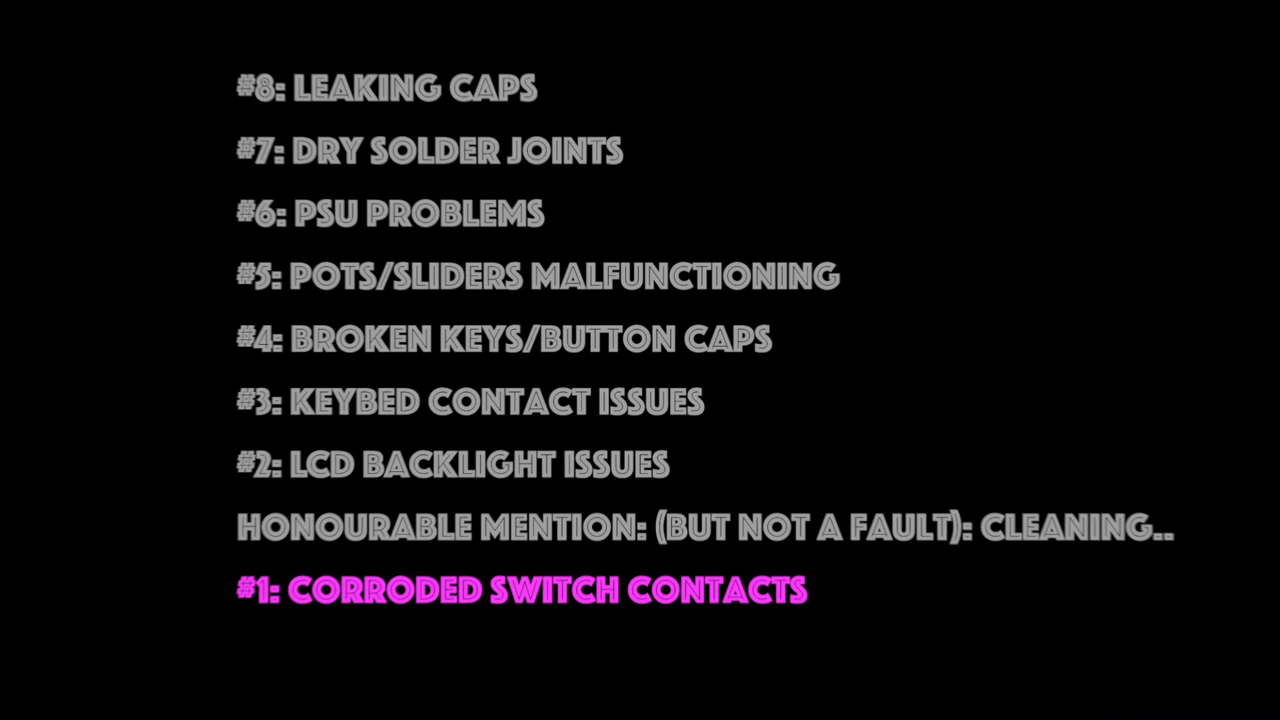 #8: LEAKING CAPS
#7: DRY SOLDER JOINTS
#6: PSU PROBLEMS
#5: POTS/SLIDERS MALFUNCTIONING
#4: BROKEN KEYS/BUTTON CAPS
#3: KEYBED CONTACT ISSUES
#2: LCD BACKLIGHT ISSUES
HONOURABLE MENTION: (BUT NOT A FAULT): CLEANING..
#1: CORRODED SWITCH CONTACTS